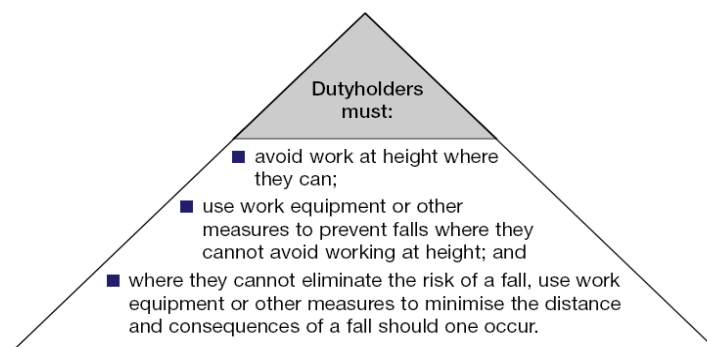 Dutyholders
must:
■ avoid work at height where
they can;
■ use work equipment or other
measures to prevent falls where they
cannot avoid working at height; and
■ where they cannot eliminate the risk of a fall, use work
equipment or other measures to minimise the distance
and consequences of a fall should one occur.